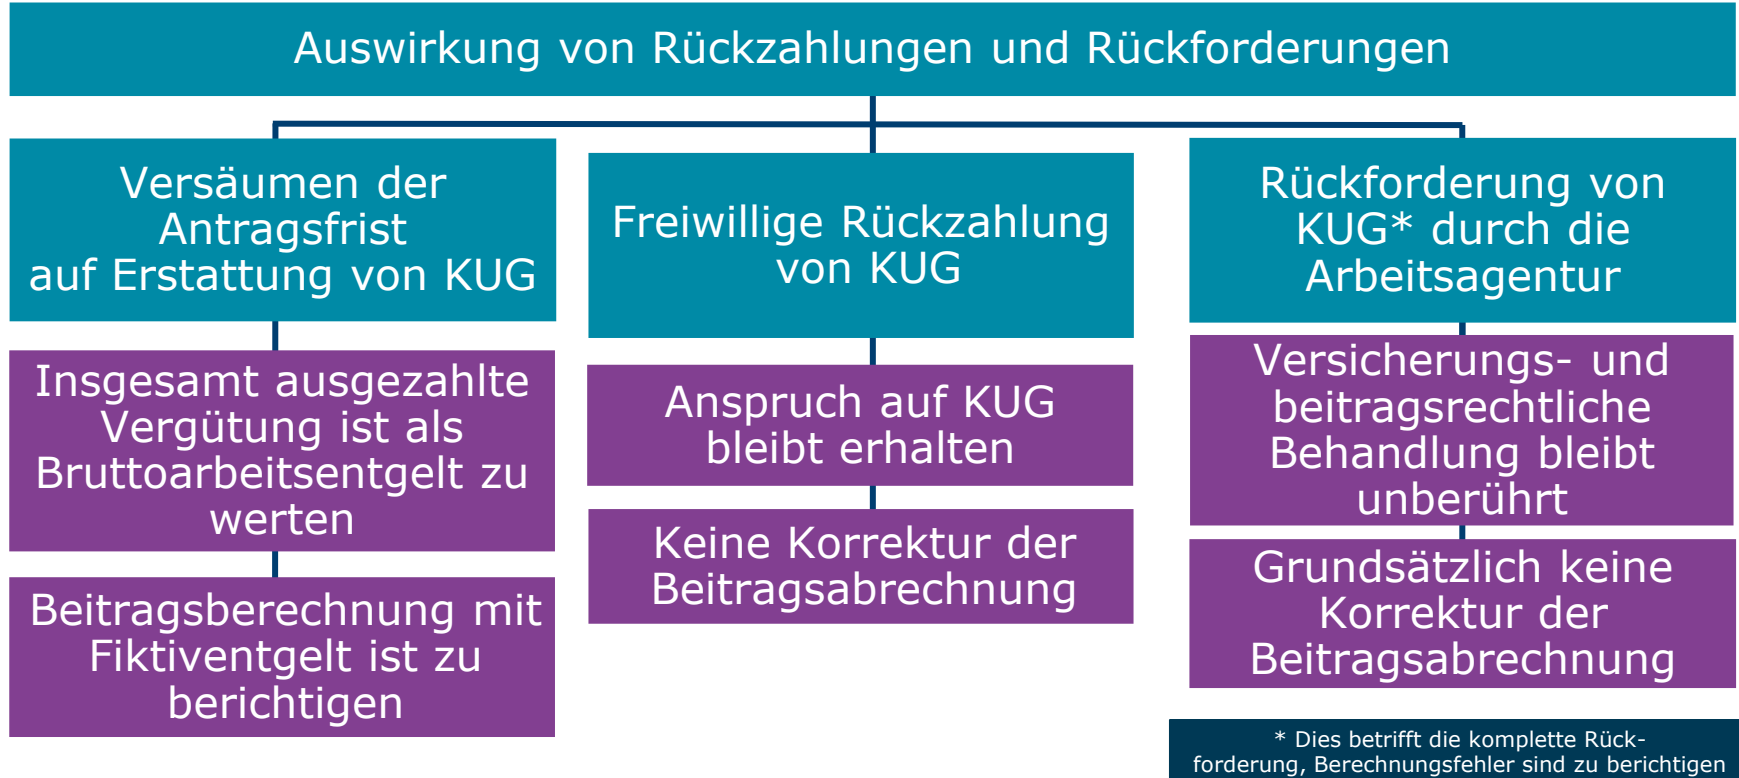 Auswirkung von Rückzahlungen und Rückforderungen
Versäumen der
Antragsfrist
auf Erstattung von KUG
Insgesamt ausgezahlte
Vergütung ist als
Bruttoarbeitsentgelt zu
werten
Beitragsberechnung mit
Fiktiventgelt ist zu
berichtigen
Freiwillige Rückzahlung
von KUG
Anspruch auf KUG
bleibt erhalten
Keine Korrektur der
Beitragsabrechnung
Rückforderung von
KUG* durch die
Arbeitsagentur
Versicherungs- und
beitragsrechtliche
Behandlung bleibt
unberührt
Grundsätzlich keine
Korrektur der
Beitragsabrechnung
* Dies betrifft die komplette Rück-
forderung, Berechnungsfehler sind zu berichtigen